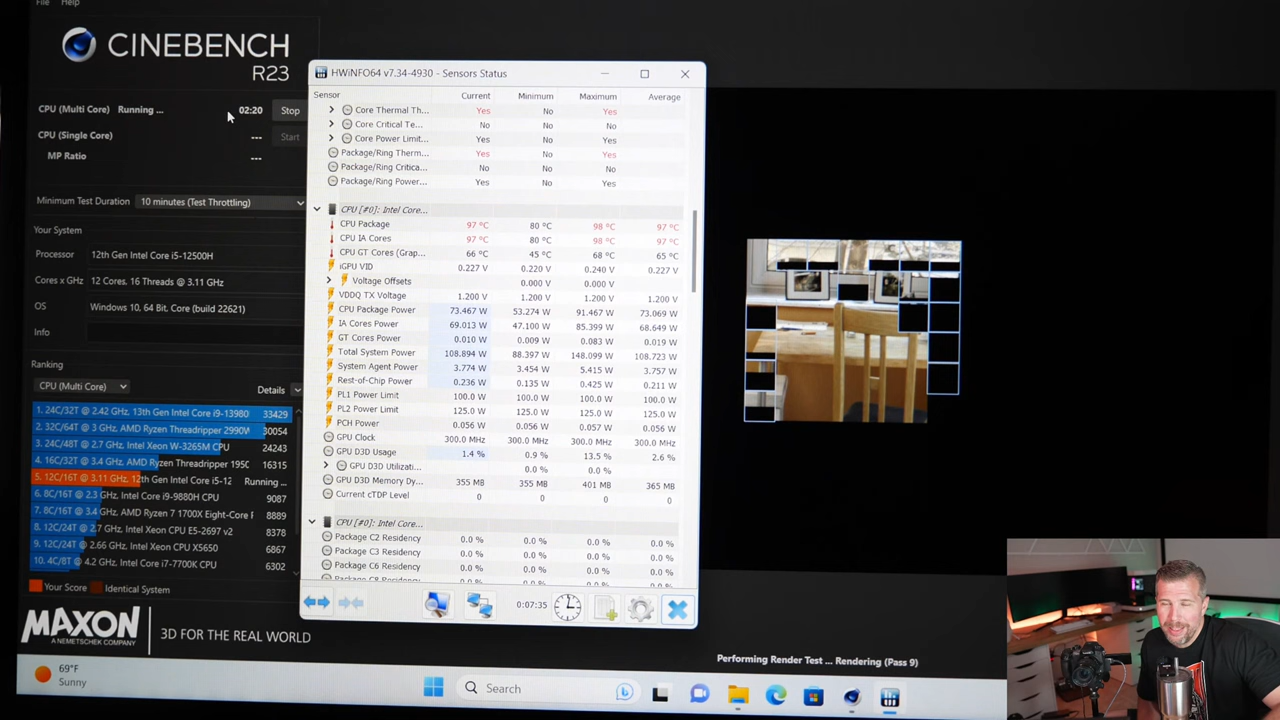 File Help
CINEBENCH
R23
CPU (Multi Core) Running ... 02:20 Stop
CPU (Single Core) --- Start
MP Ratio ---
Minimum Test Duration 10 minutes (Test Throttling)
Your System
Processor 12th Gen Intel Core i5-12500H
Cores x GHz 12 Cores, 16 Threads @ 3.11 GHz
OS Windows 10, 64 Bit, Core (build 22621)
Info
Ranking
CPU (Multi Core) Details
1. 24C/32T @ 2.42 GHz, 13th Gen Intel Core i9-13980 33429
2. 32C/64T @ 3 GHz, AMD Ryzen Threadripper 2990W 30054
3. 24C/48T @ 2.7 GHz, Intel Xeon W-3265M CPU 24243
4. 16C/32T @ 3.4 GHz, AMD Ryzen Threadripper 195C 16315
5. 12C/16T @ 3.11 GHz, 12th Gen Intel Core i5-12 Running ...
6. 8C/16T @ 2.3 GHz, Intel Core i9-9880H CPU 9087
7. 8C/16T @ 3.4 GHz, AMD Ryzen 7 1700X Eight-Core F 8889
8. 12C/24T @ 2.7 GHz, Intel Xeon CPU E5-2697 v2 8378
9. 12C/24T @ 2.66 GHz, Intel Xeon CPU X5650 6867
10. 4C/8T @ 4.2 GHz, Intel Core i7-7700K CPU 6302
Your Score Identical System
MAXON
A NEMETSCHEK COMPANY
3D FOR THE REAL WORLD
HWiNFO64 v7.34-4930 - Sensors Status
Sensor Current Minimum Maximum Average
Core Thermal Th... Yes No Yes
Core Critical Te... No No No
Core Power Limit... Yes No Yes
Package/Ring Therm... Yes No Yes
Package/Ring Critica... No No No
Package/Ring Power... Yes No Yes
CPU [#0]: Intel Core...
CPU Package 97 °C 80 °C 98 °C 97 °C
CPU IA Cores 97 °C 80 °C 98 °C 97 °C
CPU GT Cores (Grap... 66 °C 45 °C 68 °C 65 °C
iGPU VID 0.227 V 0.220 V 0.240 V 0.227 V
Voltage Offsets 0.000 V 0.000 V
VDDQ TX Voltage 1.200 V 1.200 V 1.200 V 1.200 V
CPU Package Power 73.467 W 53.274 W 91.467 W 73.069 W
IA Cores Power 69.013 W 47.100 W 85.399 W 68.649 W
GT Cores Power 0.010 W 0.009 W 0.083 W 0.019 W
Total System Power 108.894 W 88.397 W 148.099 W 108.723 W
System Agent Power 3.774 W 3.454 W 5.415 W 3.757 W
Rest-of-Chip Power 0.236 W 0.135 W 0.425 W 0.211 W
PL1 Power Limit 100.0 W 100.0 W 100.0 W 100.0 W
PL2 Power Limit 125.0 W 125.0 W 125.0 W 125.0 W
PCH Power 0.056 W 0.056 W 0.057 W 0.056 W
GPU Clock 300.0 MHz 300.0 MHz 300.0 MHz 300.0 MHz
GPU D3D Usage 1.4 % 0.9 % 13.5 % 2.6 %
GPU D3D Utilizati... 0.0 % 0.0 %
GPU D3D Memory Dy... 355 MB 355 MB 401 MB 365 MB
Current cTDP Level 0 0 0 0
CPU [#0]: Intel Core...
Package C2 Residency 0.0 % 0.0 % 0.0 % 0.0 %
Package C3 Residency 0.0 % 0.0 % 0.0 % 0.0 %
Package C6 Residency 0.0 % 0.0 % 0.0 % 0.0 %
Package C8 Residency 0.0 % 0.0 % 0.0 % 0.0 %
0:07:35
Performing Render Test ... Rendering (Pass 9)
69°F
Sunny
Search